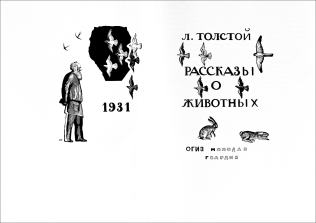 1931
Л. ТОЛСТОЙ
РАССКАЗЫ
О
ЖИВОТНЫХ
ОГИЗ МОЛОДАЯ
ГВАРДИЯ